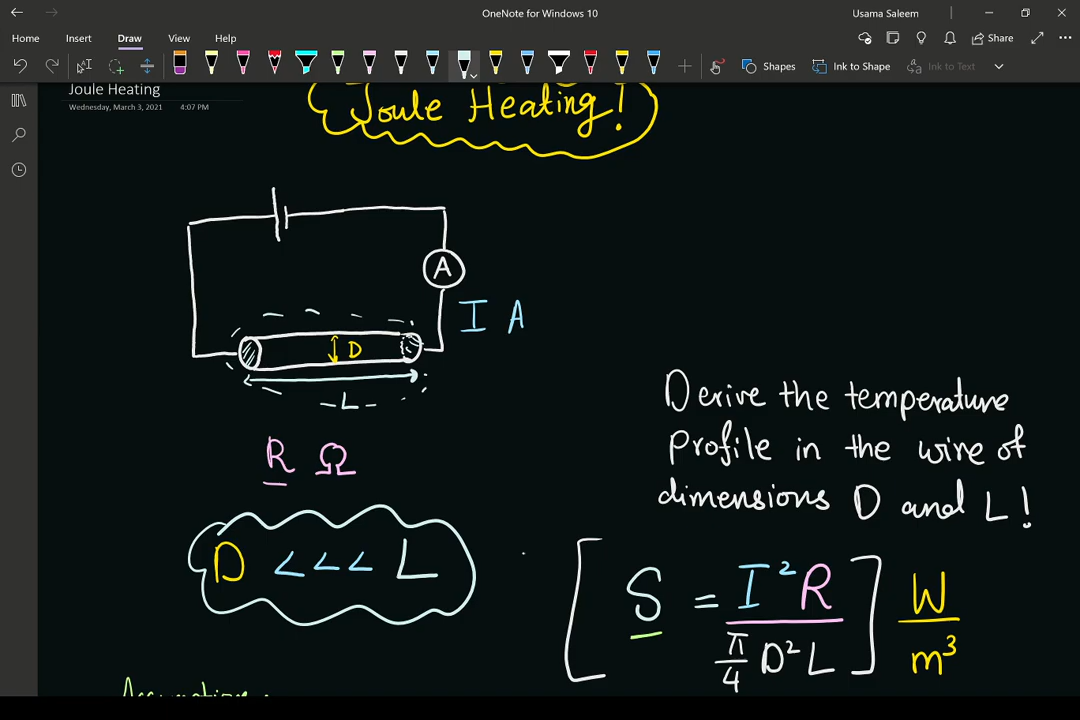 OneNote for Windows 10
Usama Saleem
Home Insert Draw View Help
Share
Shapes Ink to Shape Ink to Text
Joule Heating
Wednesday, March 3, 2021 4:07 PM
Joule Heating!
A
I A
D
L
R Ω
D <<< L
Derive the temperature
profile in the wire of
dimensions D and L!
[S = I²R / (π/4 D²L)] W/m³